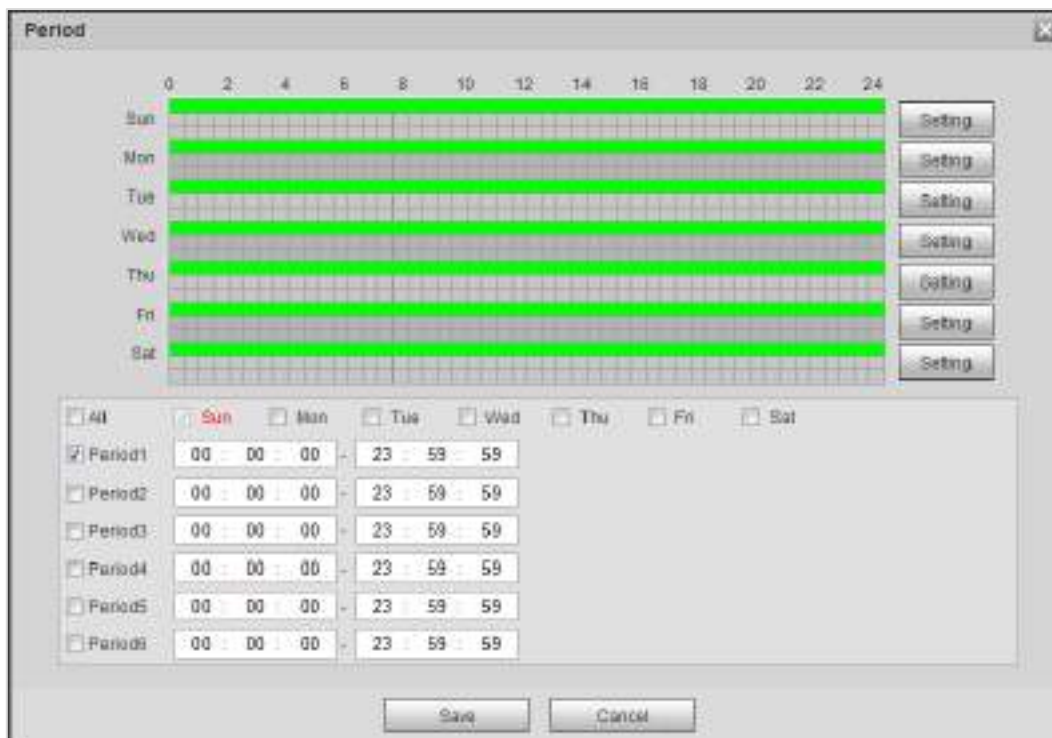 Period
0 2 4 6 8 10 12 14 16 18 20 22 24
Sun Setting
Mon Setting
Tue Setting
Wed Setting
Thu Setting
Fri Setting
Sat Setting
All Sun Mon Tue Wed Thu Fri Sat
Period1 00 : 00 : 00 - 23 : 59 : 59
Period2 00 : 00 : 00 - 23 : 59 : 59
Period3 00 : 00 : 00 - 23 : 59 : 59
Period4 00 : 00 : 00 - 23 : 59 : 59
Period5 00 : 00 : 00 - 23 : 59 : 59
Period6 00 : 00 : 00 - 23 : 59 : 59
Save Cancel